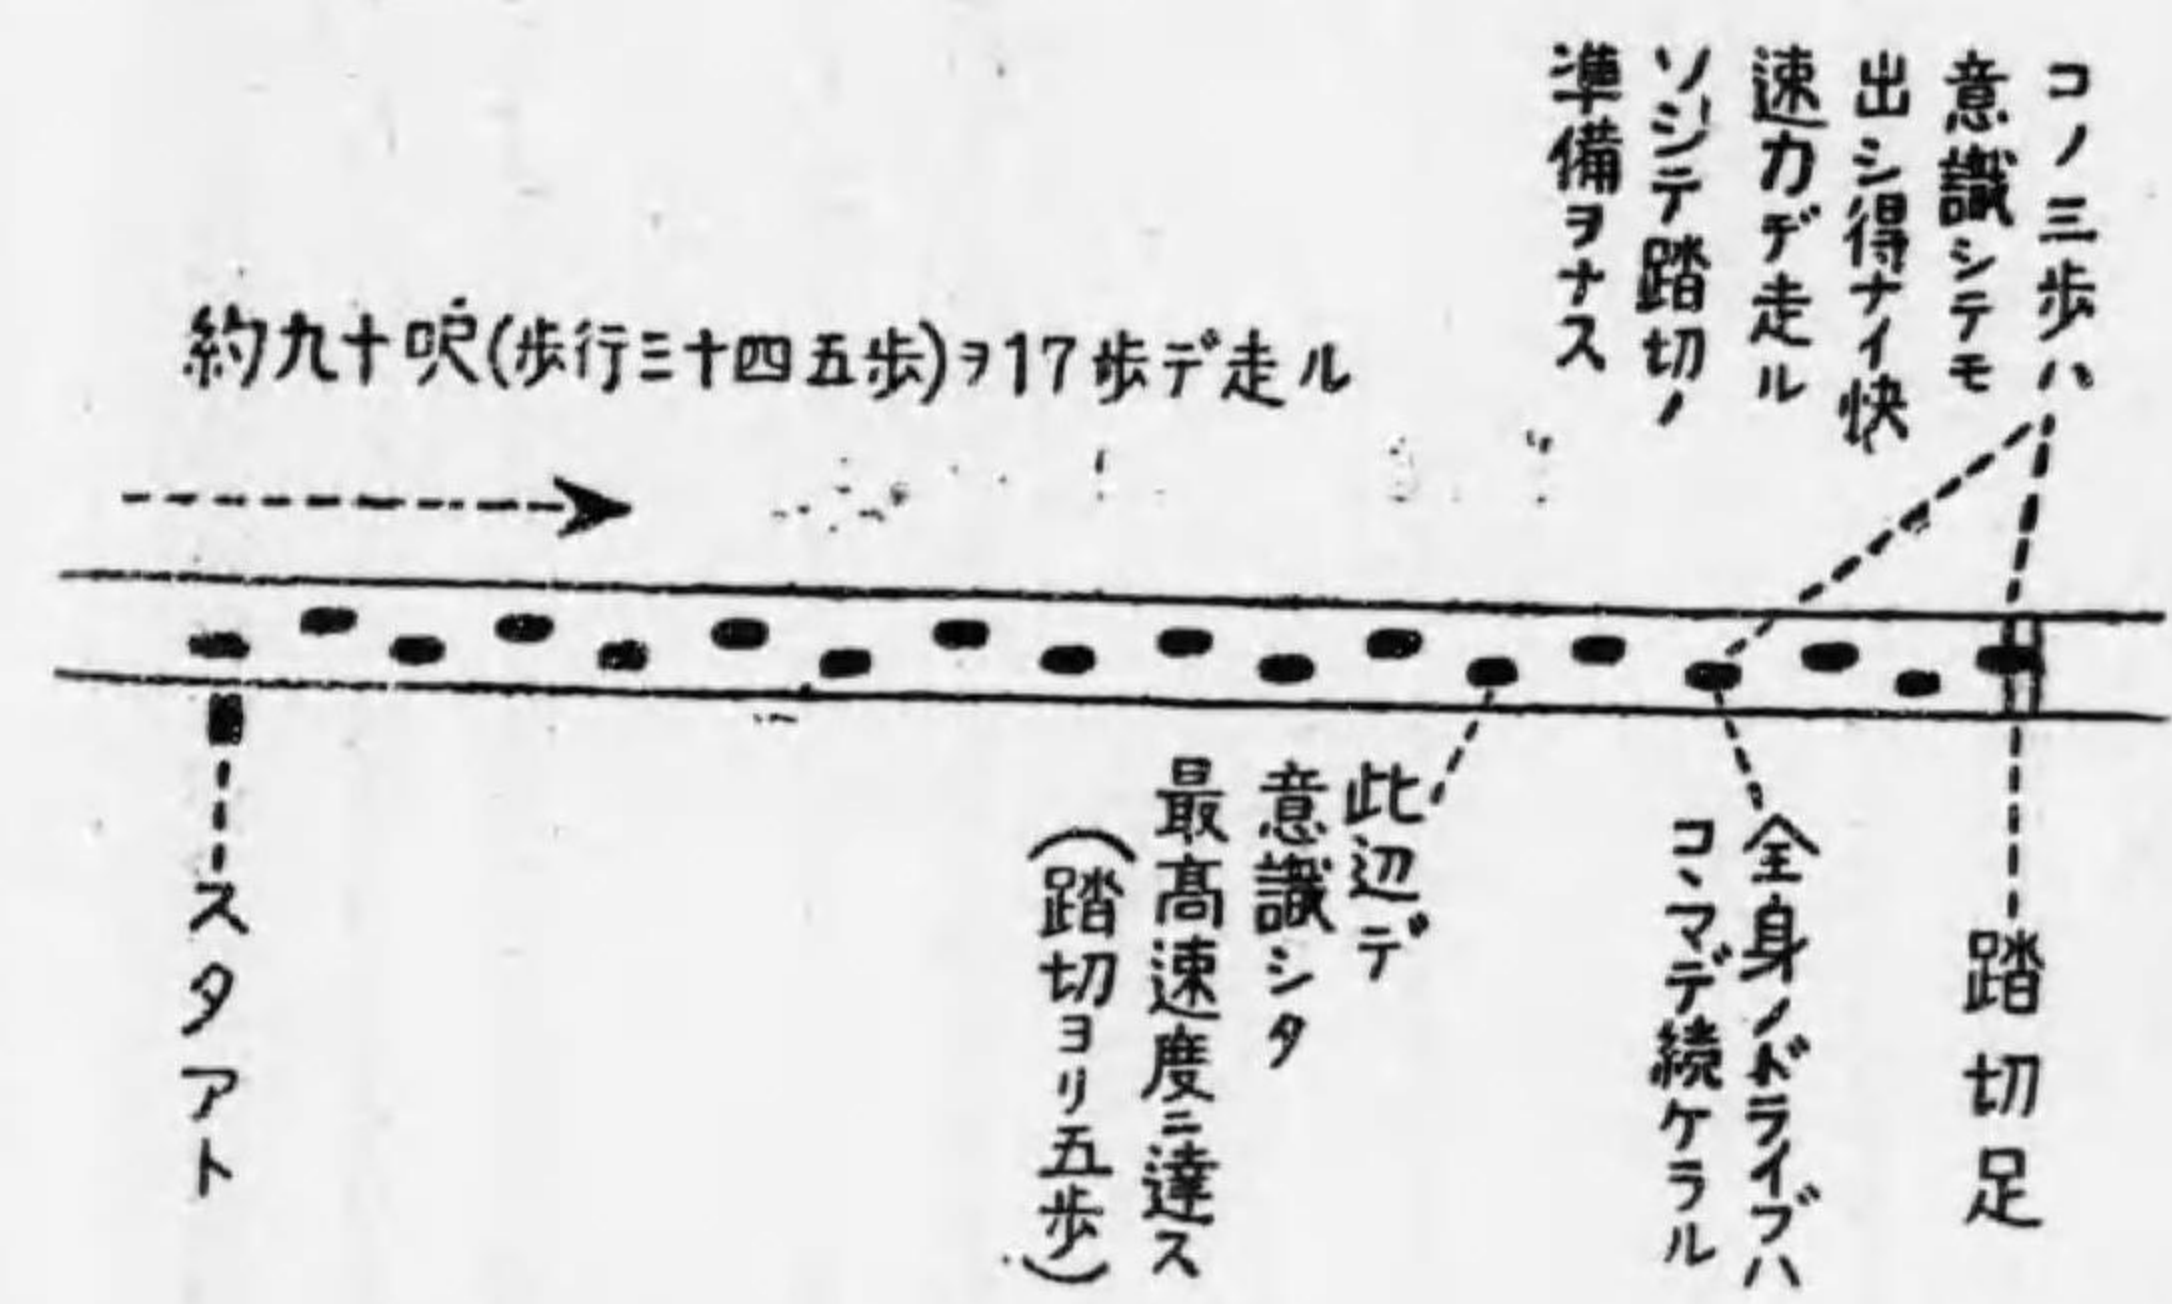 約九十呎(歩行三十四五歩)ヲ17歩デ走ル
コノ三歩ハ
意識シテモ
出シ得ナイ快
速力デ走ル
ソシテ踏切ノ
準備ヲナス
スタアト
此辺デ
意識シタ
最高速度ニ達ス
(踏切ヨリ五歩)
全身ノドライブハ
コヽマデ続ケラル
踏切足